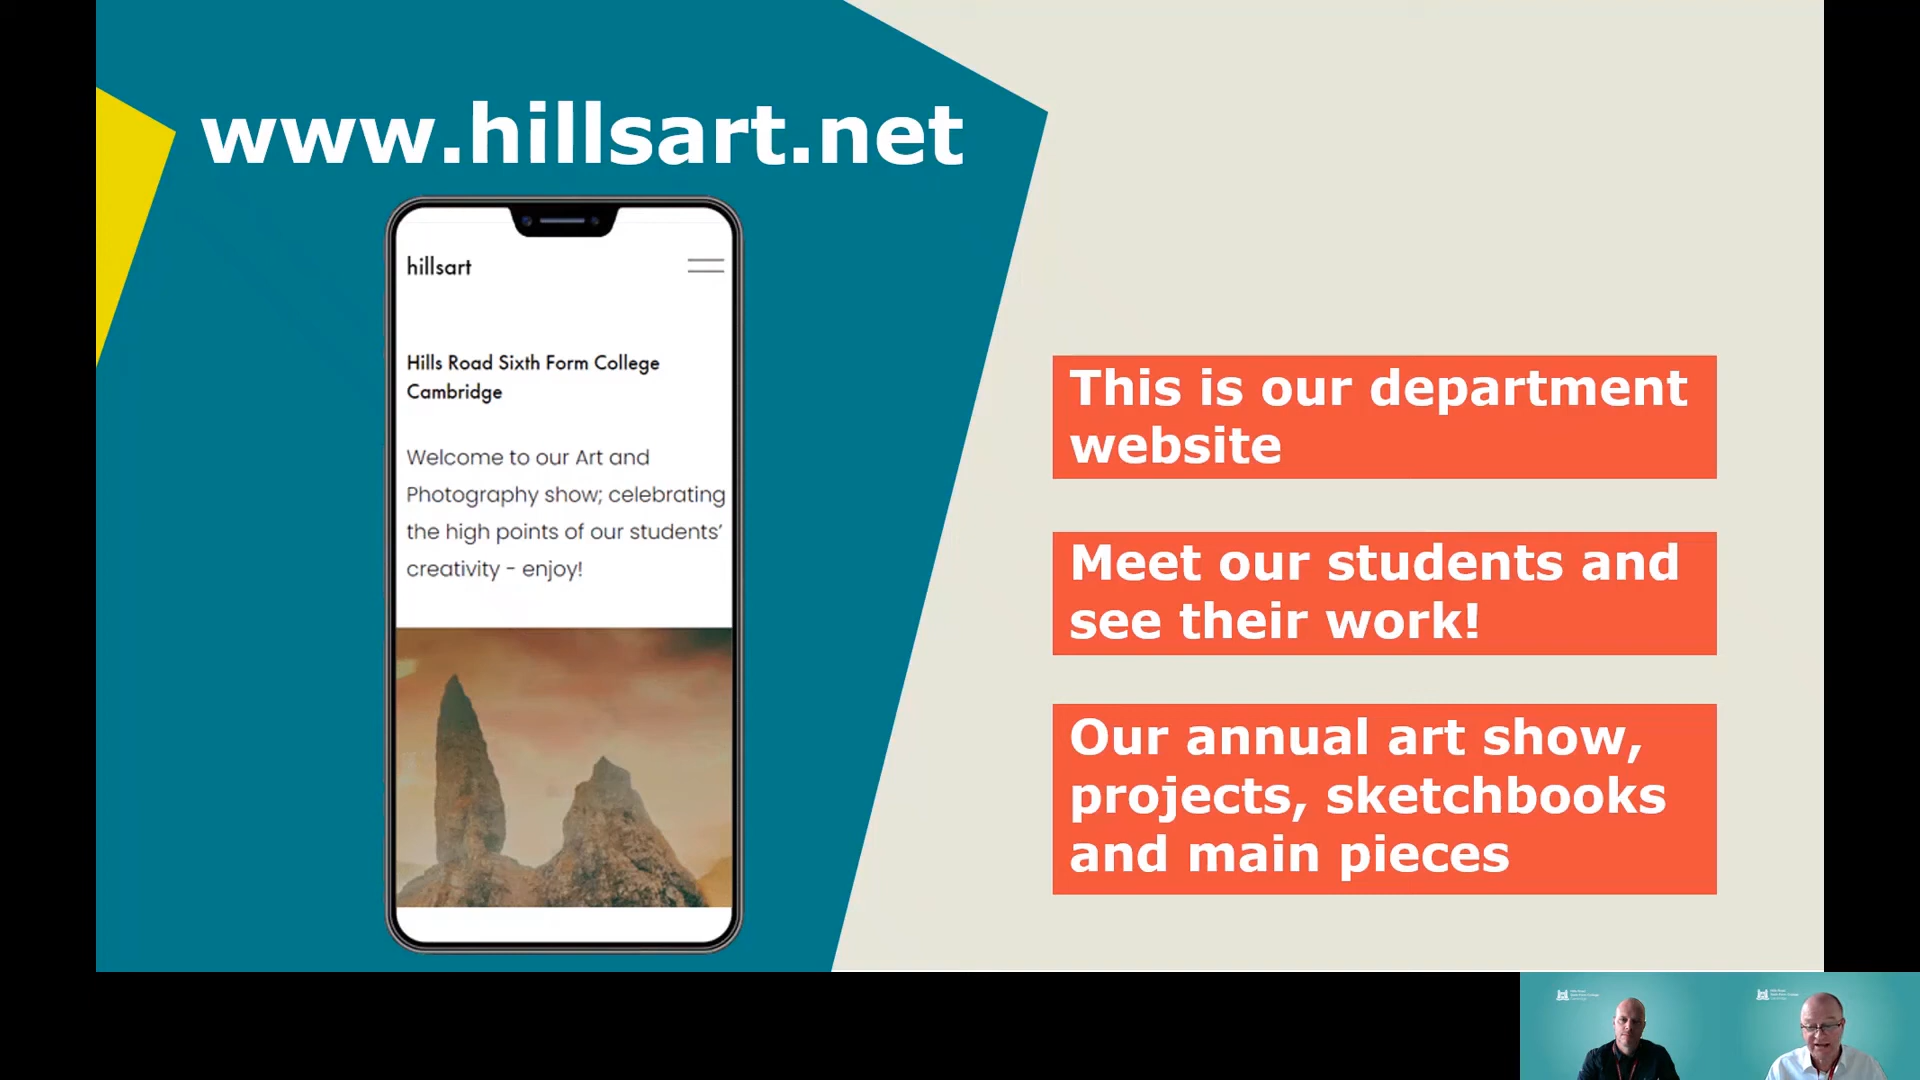 www.hillsart.net
hillsart
Hills Road Sixth Form College
Cambridge
Welcome to our Art and
Photography show; celebrating
the high points of our students’
creativity - enjoy!
This is our department
website
Meet our students and
see their work!
Our annual art show,
projects, sketchbooks
and main pieces